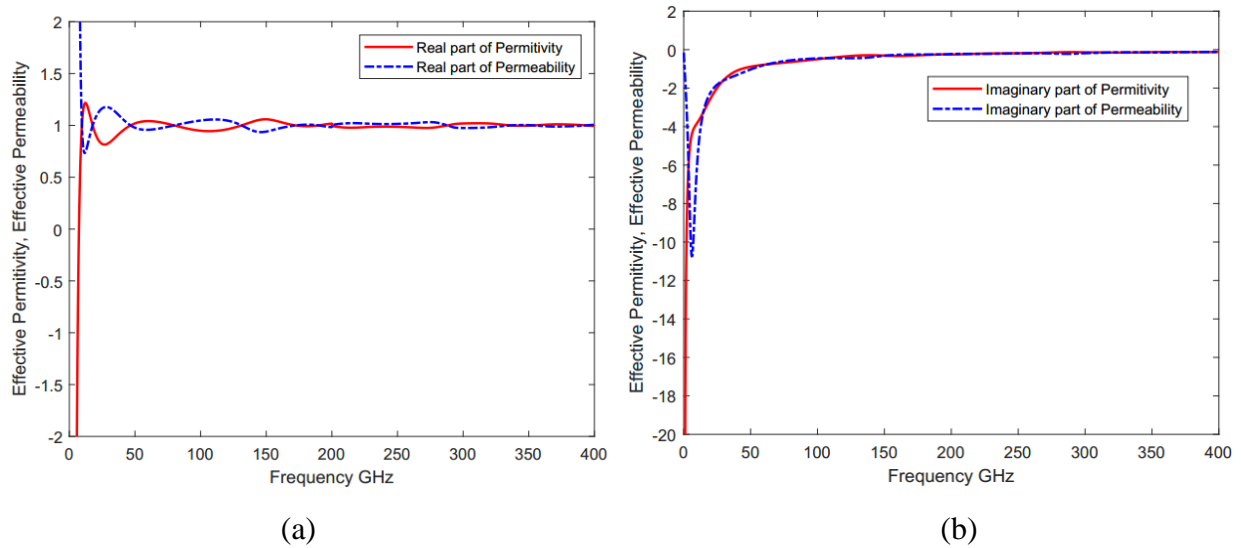 Effective Permitivity, Effective Permeability
2
1.5
1
0.5
0
-0.5
-1
-1.5
-2
Real part of Permitivity
Real part of Permeability
0 50 100 150 200 250 300 350 400
Frequency GHz
(a)
Effective Permitivity, Effective Permeability
2
0
-2
-4
-6
-8
-10
-12
-14
-16
-18
-20
Imaginary part of Permitivity
Imaginary part of Permeability
0 50 100 150 200 250 300 350 400
Frequency GHz
(b)